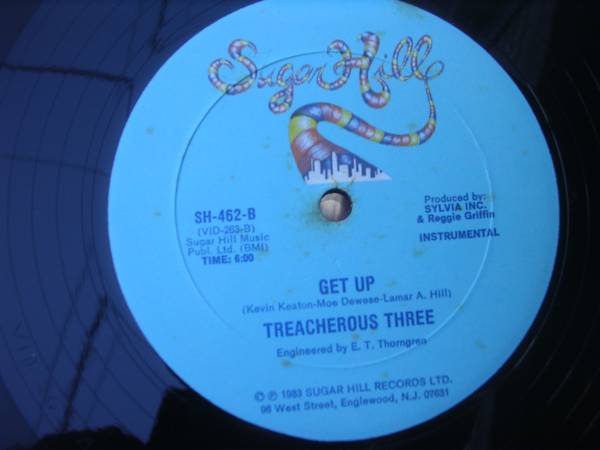 Sugar Hill
SH-462-B
(VID-263-B)
Sugar Hill Music
Publ. Ltd. (BMI)
TIME: 6:00
Produced by:
SYLVIA INC.
& Reggie Griffin
INSTRUMENTAL
GET UP
(Kevin Keaton-Moe Dewese-Lamar A. Hill)
TREACHEROUS THREE
Engineered by E. T. Thorngren
© ℗ 1983 SUGAR HILL RECORDS LTD.
96 West Street, Englewood, N.J. 07631